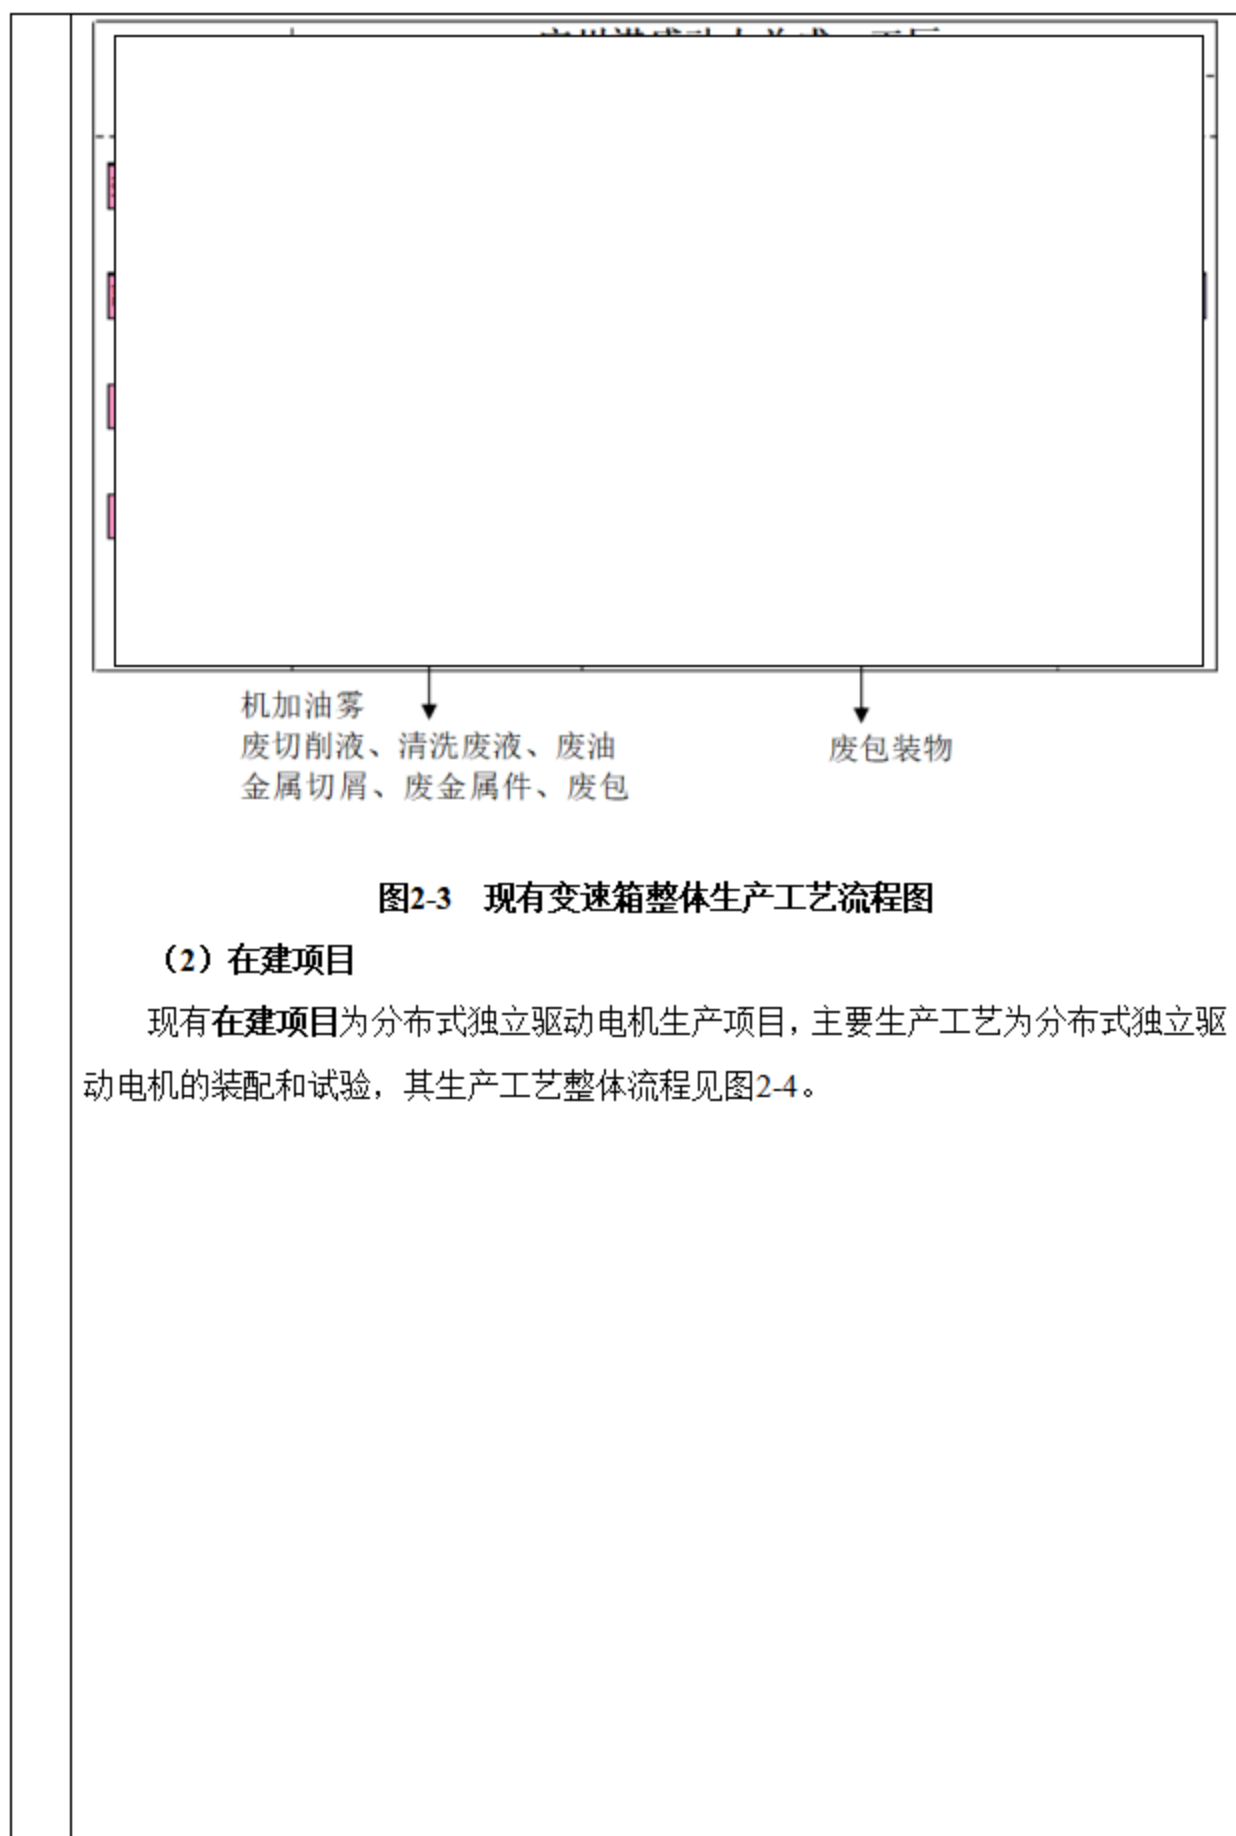 机加油雾
废切削液、清洗废液、废油
金属切屑、废金属件、废包
废包装物
图2-3 现有变速箱整体生产工艺流程图
（2）在建项目
现有在建项目为分布式独立驱动电机生产项目，主要生产工艺为分布式独立驱
动电机的装配和试验，其生产工艺整体流程见图2-4。